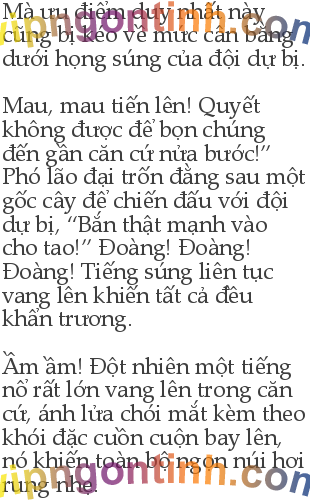 Mà ưu điểm duy nhất này
cũng bị kéo về mức cân bằng
dưới họng súng của đội dự bị.
Mau, mau tiến lên! Quyết
không được để bọn chúng
đến gần căn cứ nửa bước!”
Phó lão đại trốn đằng sau một
gốc cây để chiến đấu với đội
dự bị, “Bắn thật mạnh vào
cho tao!” Đoàng! Đoàng!
Đoàng! Tiếng súng liên tục
vang lên khiến tất cả đều
khẩn trương.
Ầm ầm! Đột nhiên một tiếng
nổ rất lớn vang lên trong căn
cứ, ánh lửa chói mắt kèm theo
khói đặc cuồn cuộn bay lên,
nó khiến toàn bộ ngọn núi hơi
rung nhẹ.
vipngontinh.com
vipngontinh.com